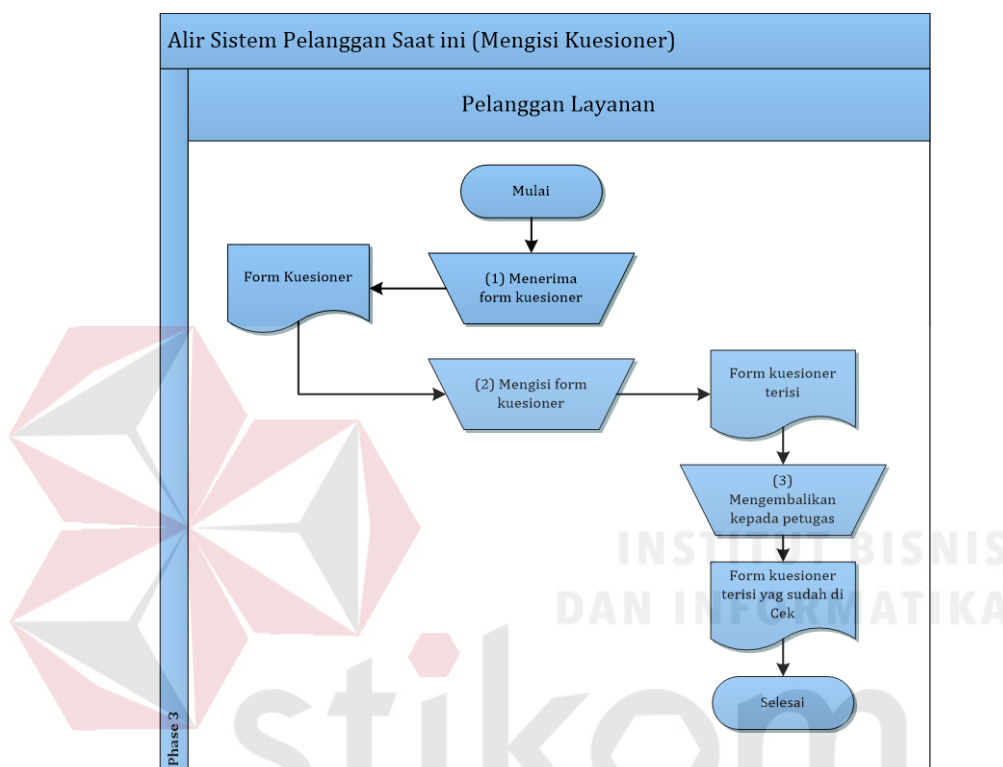 Alir Sistem Pelanggan Saat ini (Mengisi Kuesioner)
Pelanggan Layanan
Mulai
Form Kuesioner
(1) Menerima
form kuesioner
(2) Mengisi form
kuesioner
Form kuesioner
terisi
(3)
Mengembalikan
kepada petugas
Form kuesioner
terisi yag sudah di
Cek
Selesai
Phase 3
INSTITUT BISNIS
DAN INFORMATIKA
stikom